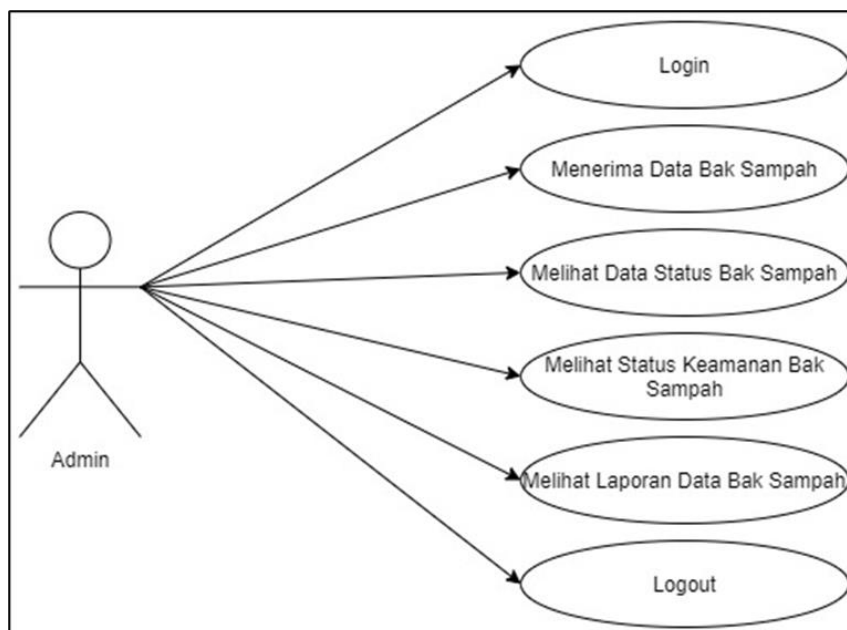 Login
Menerima Data Bak Sampah
Melihat Data Status Bak Sampah
Melihat Status Keamanan Bak
Sampah
Admin
Melihat Laporan Data Bak Sampah
Logout